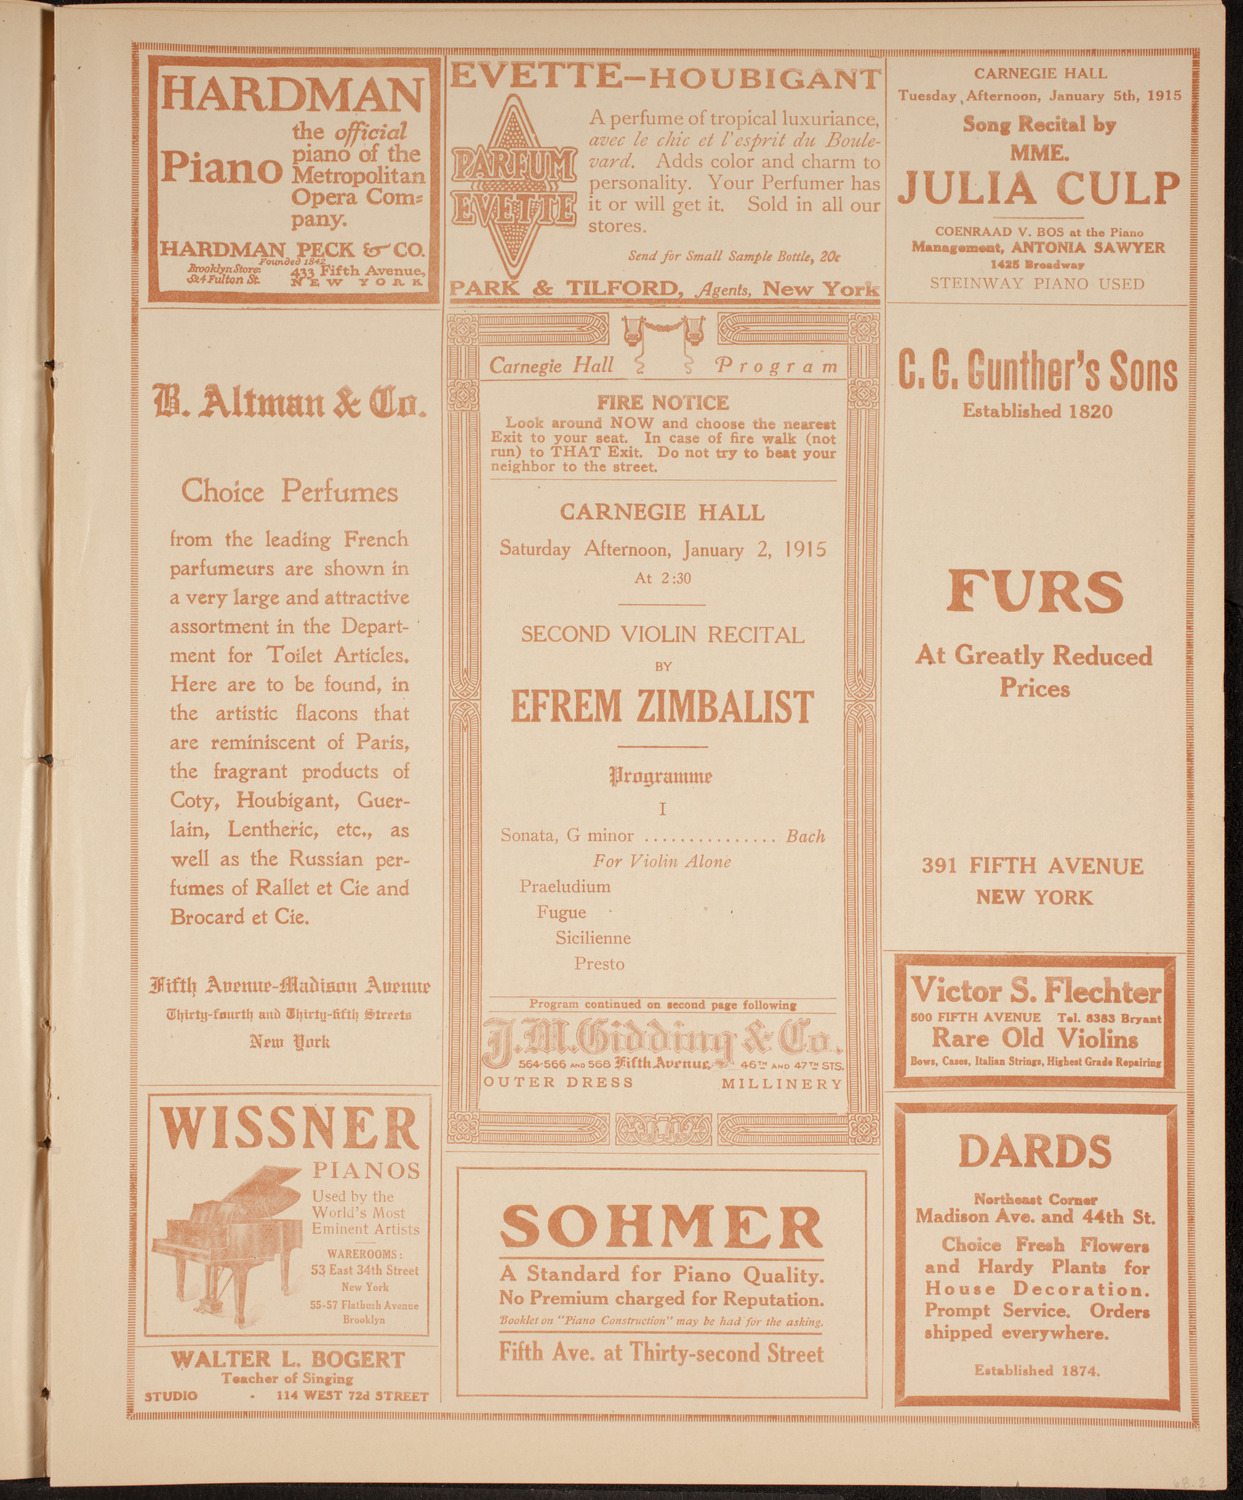 HARDMAN
Piano
the official
piano of the
Metropolitan
Opera Com=
pany.
HARDMAN, PECK & CO.
Founded 1842
Brooklyn Store:
524 Fulton St.
433 Fifth Avenue,
NEW YORK
B. Altman & Co.
Choice Perfumes
from the leading French
parfumeurs are shown in
a very large and attractive
assortment in the Depart-
ment for Toilet Articles.
Here are to be found, in
the artistic flacons that
are reminiscent of Paris,
the fragrant products of
Coty, Houbigant, Guer-
lain, Lentheric, etc., as
well as the Russian per-
fumes of Rallet et Cie and
Brocard et Cie.
Fifth Avenue-Madison Avenue
Thirty-fourth and Thirty-fifth Streets
New York
WISSNER
PIANOS
Used by the
World's Most
Eminent Artists
WAREROOMS:
53 East 34th Street
New York
55-57 Flatbush Avenue
Brooklyn
WALTER L. BOGERT
Teacher of Singing
STUDIO - 114 WEST 72d STREET
EVETTE—HOUBIGANT
PARFUM
EVETTE
A perfume of tropical luxuriance,
avec le chic et l'esprit du Boule-
vard. Adds color and charm to
personality. Your Perfumer has
it or will get it. Sold in all our
stores.
Send for Small Sample Bottle, 20c
PARK & TILFORD, Agents, New York
Carnegie Hall Program
FIRE NOTICE
Look around NOW and choose the nearest
Exit to your seat. In case of fire walk (not
run) to THAT Exit. Do not try to beat your
neighbor to the street.
CARNEGIE HALL
Saturday Afternoon, January 2, 1915
At 2:30
SECOND VIOLIN RECITAL
BY
EFREM ZIMBALIST
Programme
I
Sonata, G minor ............... Bach
For Violin Alone
Praeludium
Fugue
Sicilienne
Presto
Program continued on second page following
J. M. Gidding & Co.
564-566 AND 568 Fifth Avenue, 46TH AND 47TH STS.
OUTER DRESS MILLINERY
SOHMER
A Standard for Piano Quality.
No Premium charged for Reputation.
Booklet on "Piano Construction" may be had for the asking.
Fifth Ave. at Thirty-second Street
CARNEGIE HALL
Tuesday Afternoon, January 5th, 1915
Song Recital by
MME.
JULIA CULP
COENRAAD V. BOS at the Piano
Management, ANTONIA SAWYER
1425 Broadway
STEINWAY PIANO USED
C. G. Gunther's Sons
Established 1820
FURS
At Greatly Reduced
Prices
391 FIFTH AVENUE
NEW YORK
Victor S. Flechter
500 FIFTH AVENUE Tel. 8383 Bryant
Rare Old Violins
Bows, Cases, Italian Strings, Highest Grade Repairing
DARDS
Northeast Corner
Madison Ave. and 44th St.
Choice Fresh Flowers
and Hardy Plants for
House Decoration.
Prompt Service. Orders
shipped everywhere.
Established 1874.